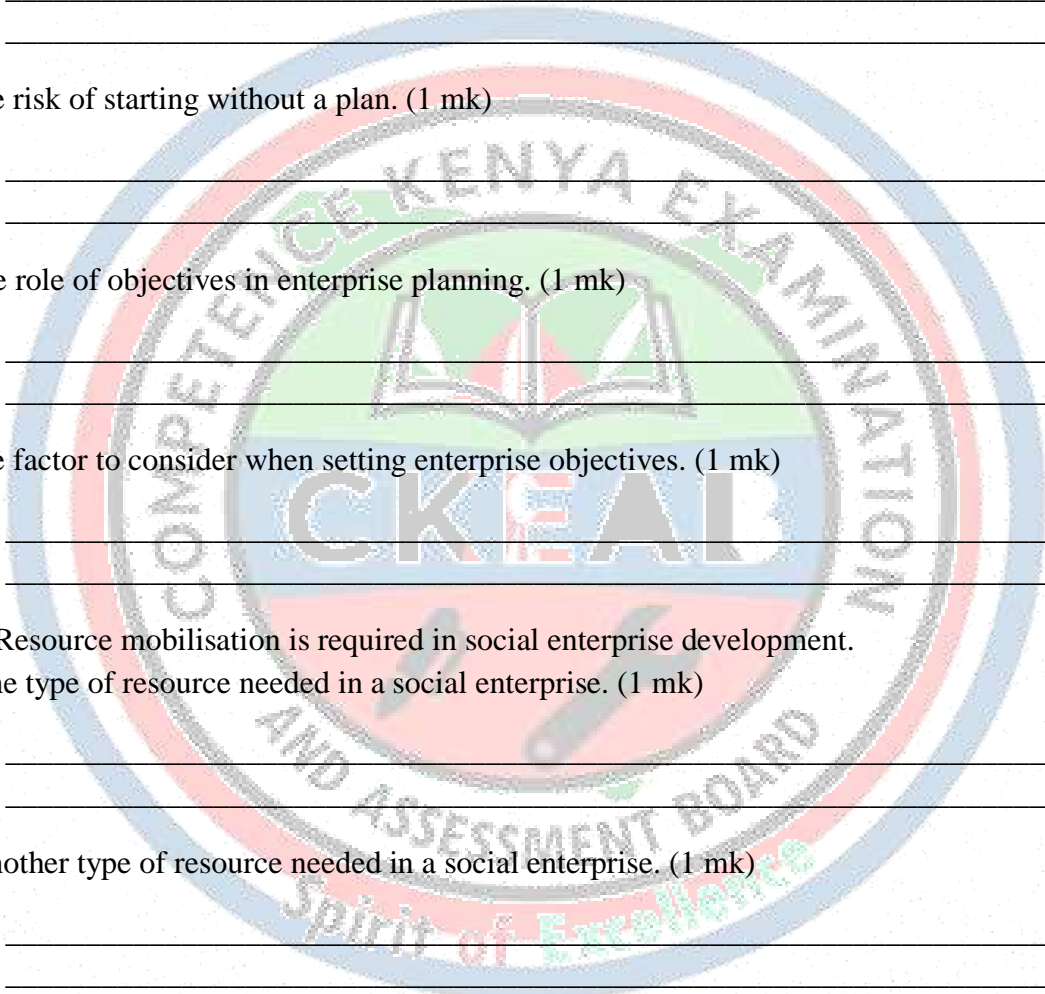 e risk of starting without a plan. (1 mk)
e role of objectives in enterprise planning. (1 mk)
e factor to consider when setting enterprise objectives. (1 mk)
Resource mobilisation is required in social enterprise development.
ne type of resource needed in a social enterprise. (1 mk)
nother type of resource needed in a social enterprise. (1 mk)
COMPETENCE KENYA EXAMINATION
CKEAB
AND ASSESSMENT BOARD
Spirit of Excellence